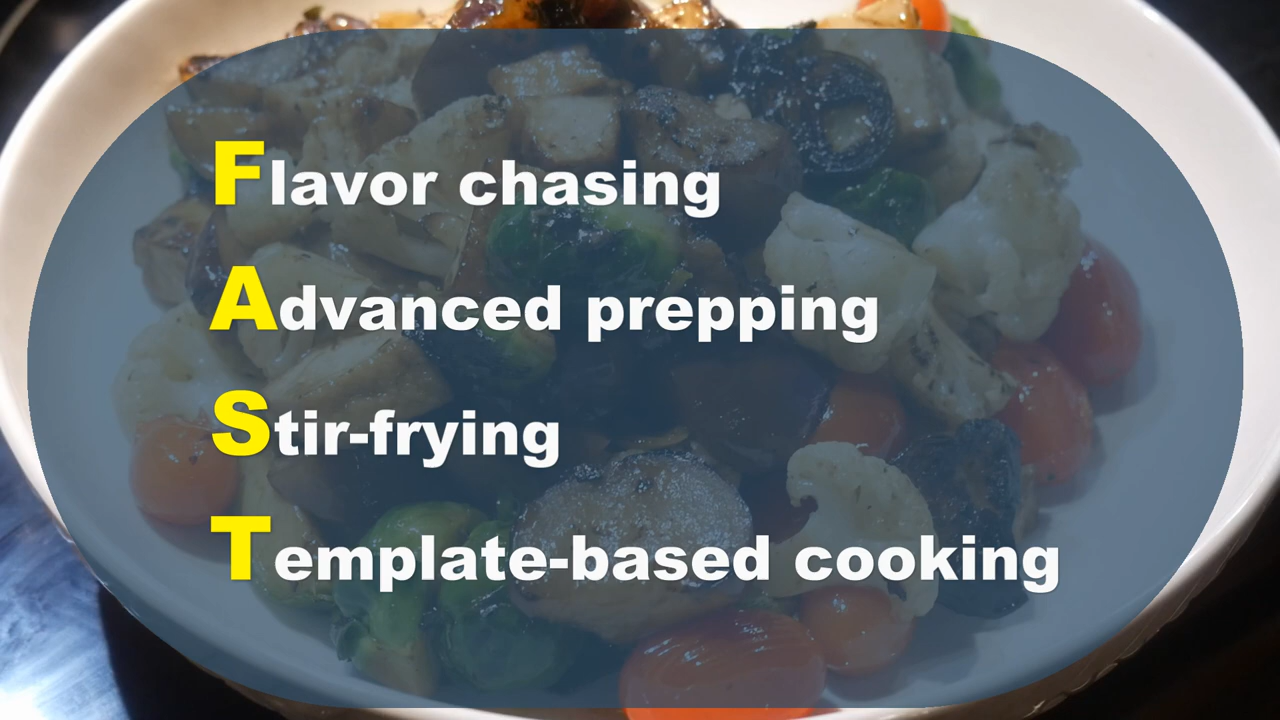 Flavor chasing
Advanced prepping
Stir-frying
Template-based cooking